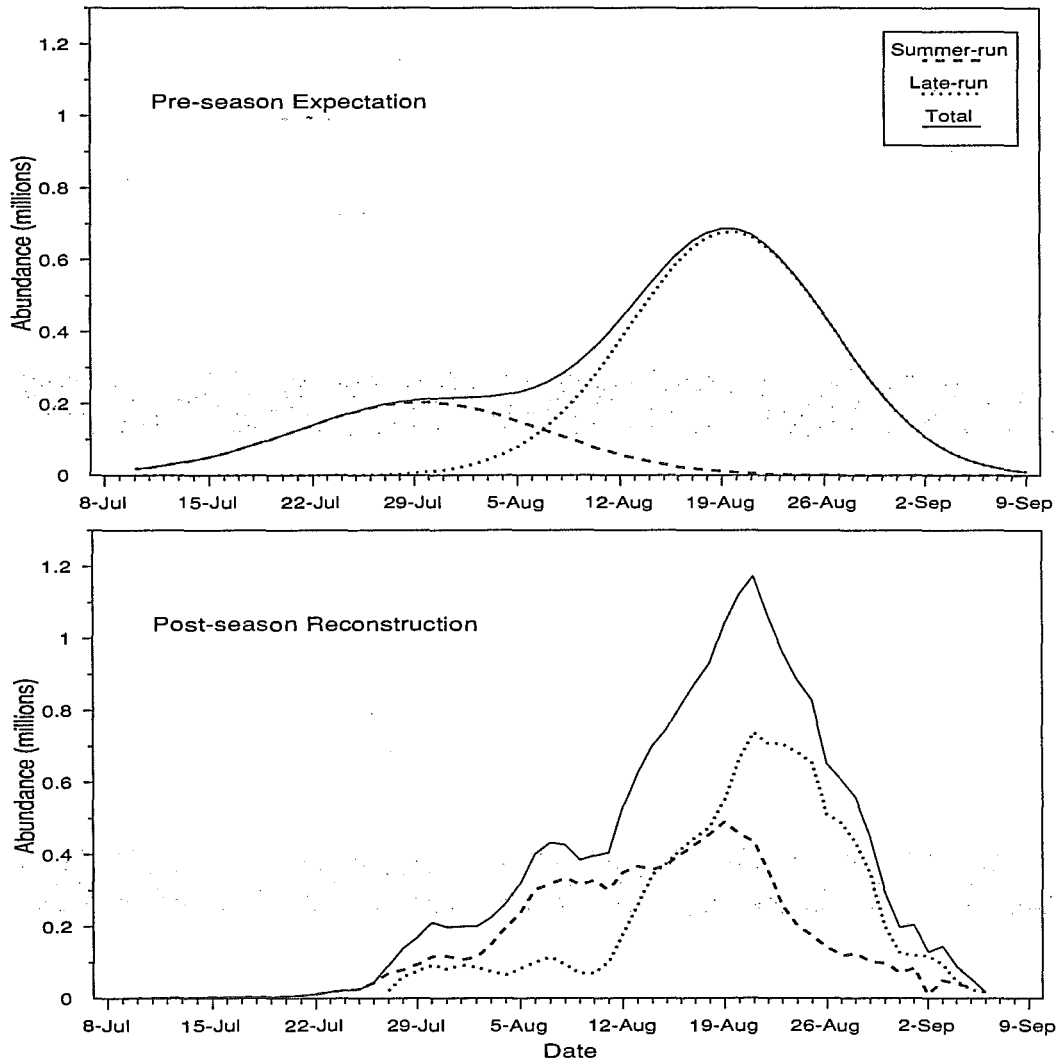 1.2
Summer-run
Late-run
Pre-season Expectation
1
Total
Abundance (millions)
0.8
0.6
0.4
0.2
0
8-Jul 15-Jul 22-Jul 29-Jul 5-Aug 12-Aug 19-Aug 26-Aug 2-Sep 9-Sep
1.2
Post-season Reconstruction
1
Abundance (millions)
0.8
0.6
0.4
0.2
0
8-Jul 15-Jul 22-Jul 29-Jul 5-Aug 12-Aug 19-Aug 26-Aug 2-Sep 9-Sep
Date